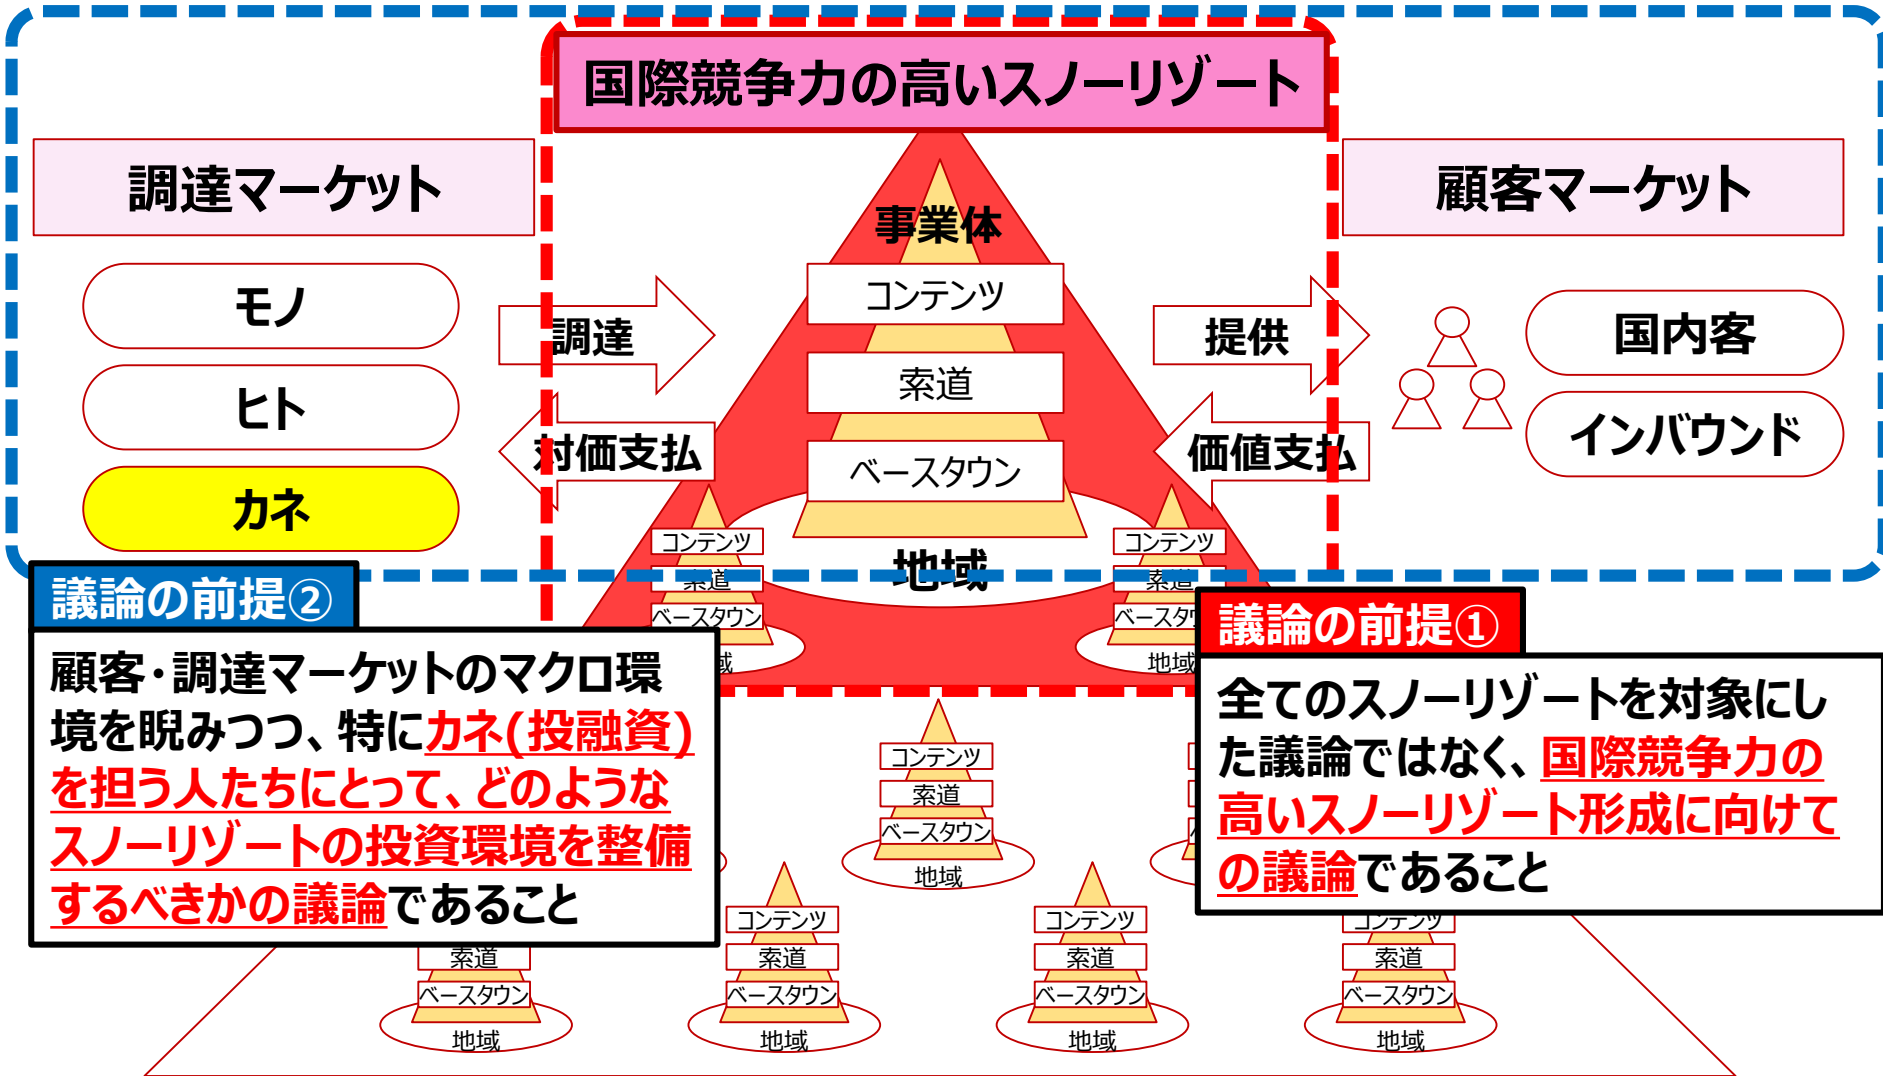 国際競争力の高いスノーリゾート
調達マーケット
顧客マーケット
モノ
ヒト
カネ
調達
対価支払
事業体
コンテンツ
索道
ベースタウン
地域
提供
価値支払
国内客
インバウンド
コンテンツ
索道
ベースタウン
域
コンテンツ
索道
ベースタウ
地域
議論の前提②
顧客・調達マーケットのマクロ環
境を睨みつつ、特にカネ(投融資)
を担う人たちにとって、どのような
スノーリゾートの投資環境を整備
するべきかの議論であること
議論の前提①
全てのスノーリゾートを対象にし
た議論ではなく、国際競争力の
高いスノーリゾート形成に向けて
の議論であること
コンテンツ
索道
ベースタウン
地域
索道
ベースタウン
地域
コンテンツ
索道
ベースタウン
地域
コンテンツ
索道
ベースタウン
地域
コンテンツ
索道
ベースタウン
地域